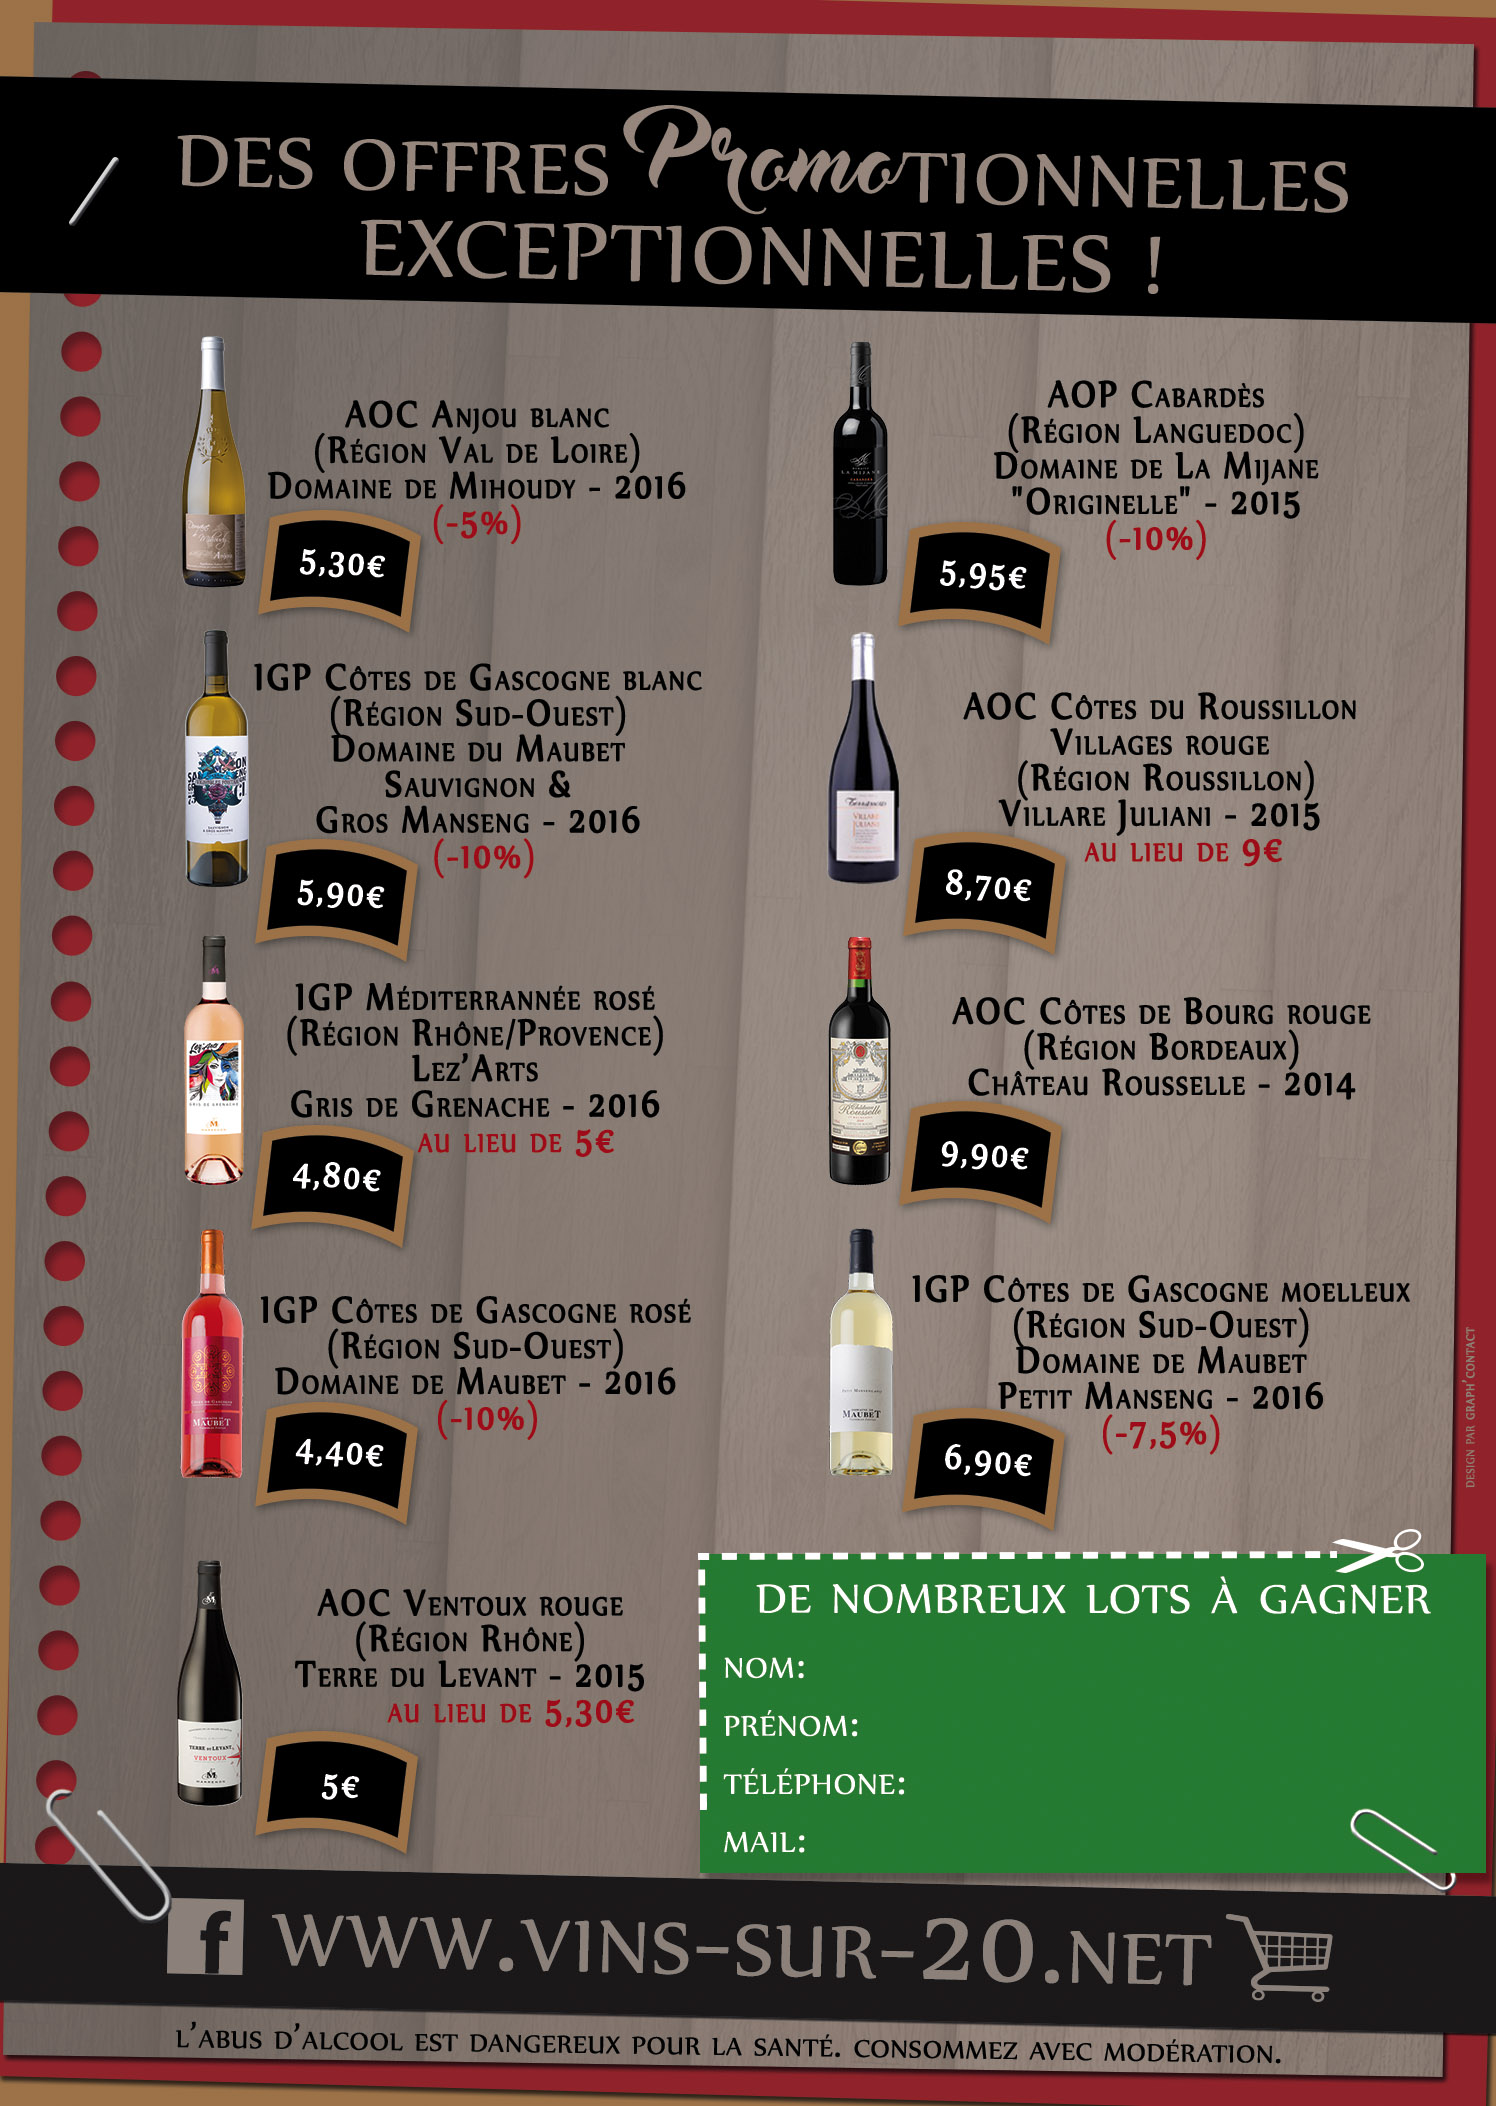 DES OFFRES PromoTIONNELLES
EXCEPTIONNELLES !
AOC Anjou blanc
(Région Val de Loire)
Domaine de Mihoudy - 2016
(-5%)
5,30€
IGP Côtes de Gascogne blanc
(Région Sud-Ouest)
Domaine du Maubet
Sauvignon &
Gros Manseng - 2016
(-10%)
5,90€
IGP Méditerrannée rosé
(Région Rhône/Provence)
Lez'Arts
Gris de Grenache - 2016
au lieu de 5€
4,80€
IGP Côtes de Gascogne rosé
(Région Sud-Ouest)
Domaine de Maubet - 2016
(-10%)
4,40€
AOC Ventoux rouge
(Région Rhône)
Terre du Levant - 2015
au lieu de 5,30€
5€
AOP Cabardès
(Région Languedoc)
Domaine de La Mijane
"Originelle" - 2015
(-10%)
5,95€
AOC Côtes du Roussillon
Villages rouge
(Région Roussillon)
Villare Juliani - 2015
au lieu de 9€
8,70€
AOC Côtes de Bourg rouge
(Région Bordeaux)
Château Rousselle - 2014
9,90€
IGP Côtes de Gascogne moelleux
(Région Sud-Ouest)
Domaine de Maubet
Petit Manseng - 2016
(-7,5%)
6,90€
DESIGN PAR GRAPH'CONTACT
DE NOMBREUX LOTS À GAGNER
NOM:
PRÉNOM:
TÉLÉPHONE:
MAIL:
f www.vins-sur-20.net
L'ABUS D'ALCOOL EST DANGEREUX POUR LA SANTÉ. CONSOMMEZ AVEC MODÉRATION.